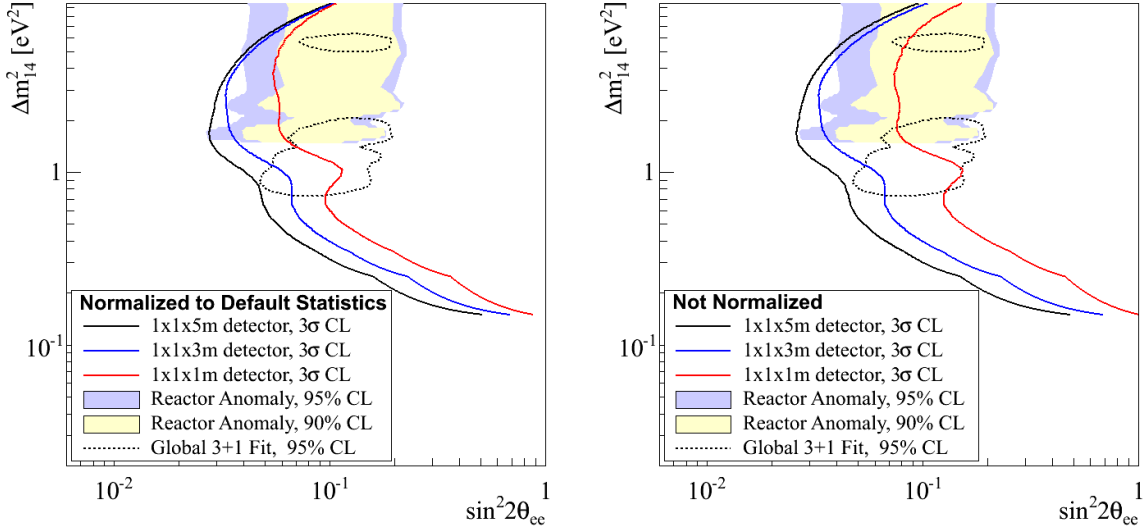 Δm²₁₄ [eV²]
1
10⁻¹
10⁻²
10⁻¹
1
sin²2θee
Normalized to Default Statistics
1x1x5m detector, 3σ CL
1x1x3m detector, 3σ CL
1x1x1m detector, 3σ CL
Reactor Anomaly, 95% CL
Reactor Anomaly, 90% CL
Global 3+1 Fit, 95% CL
Δm²₁₄ [eV²]
1
10⁻¹
10⁻²
10⁻¹
1
sin²2θee
Not Normalized
1x1x5m detector, 3σ CL
1x1x3m detector, 3σ CL
1x1x1m detector, 3σ CL
Reactor Anomaly, 95% CL
Reactor Anomaly, 90% CL
Global 3+1 Fit, 95% CL